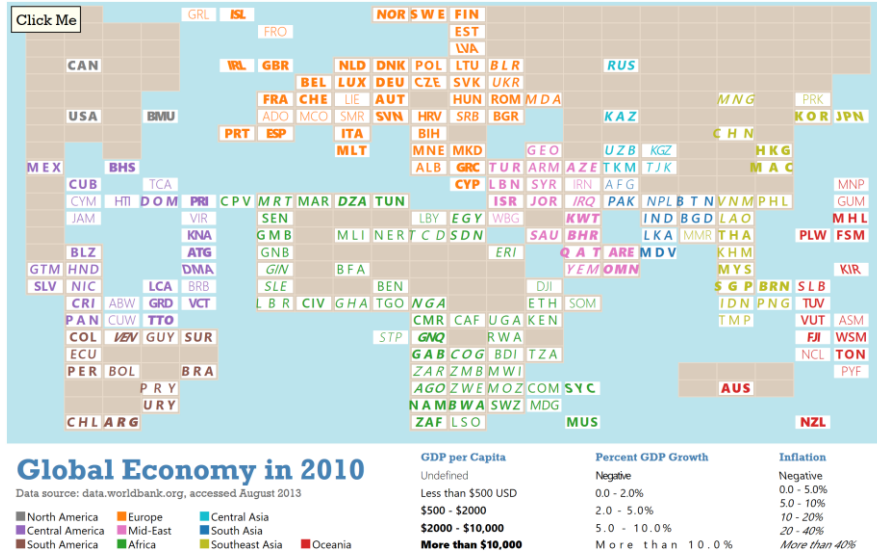 Click Me
GRL ISL NOR SWE FIN
FRO EST
LVA
CAN IRL GBR NLD DNK POL LTU BLR RUS
BEL LUX DEU CZE SVK UKR
FRA CHE LIE AUT HUN ROM MDA MNG PRK
USA BMU ADO MCO SMR SVN HRV SRB BGR KAZ KOR JPN
PRT ESP ITA BIH CHN
MLT MNE MKD GEO UZB KGZ HKG
MEX BHS ALB GRC TUR ARM AZE TKM TJK MAC
CUB TCA CYP LBN SYR IRN AFG MNP
CYM HTI DOM PRI CPV MRT MAR DZA TUN ISR JOR IRQ PAK NPL BTN VNM PHL GUM
JAM VIR SEN LBY EGY WBG KWT IND BGD LAO MHL
KNA GMB MLI NER TCD SDN SAU BHR LKA MMR THA PLW FSM
BLZ ATG GNB ERI QAT ARE MDV KHM
GTM HND DMA GIN BFA YEM OMN MYS KIR
SLV NIC LCA BRB SLE BEN DJI SGP BRN SLB
CRI ABW GRD VCT LBR CIV GHA TGO NGA ETH SOM IDN PNG TUV
PAN CUW TTO CMR CAF UGA KEN TMP VUT ASM
COL VEN GUY SUR STP GNQ RWA FJI WSM
ECU GAB COG BDI TZA NCL TON
PER BOL BRA ZAR ZMB MWI PYF
PRY AGO ZWE MOZ COM SYC AUS
URY NAM BWA SWZ MDG
CHL ARG ZAF LSO MUS NZL
Global Economy in 2010
Data source: data.worldbank.org, accessed August 2013
North America Europe Central Asia
Central America Mid-East South Asia
South America Africa Southeast Asia Oceania
GDP per Capita
Undefined
Less than $500 USD
$500 - $2000
$2000 - $10,000
More than $10,000
Percent GDP Growth
Negative
0.0 - 2.0%
2.0 - 5.0%
5.0 - 10.0%
More than 10.0%
Inflation
Negative
0.0 - 5.0%
5.0 - 10%
10 - 20%
20 - 40%
More than 40%